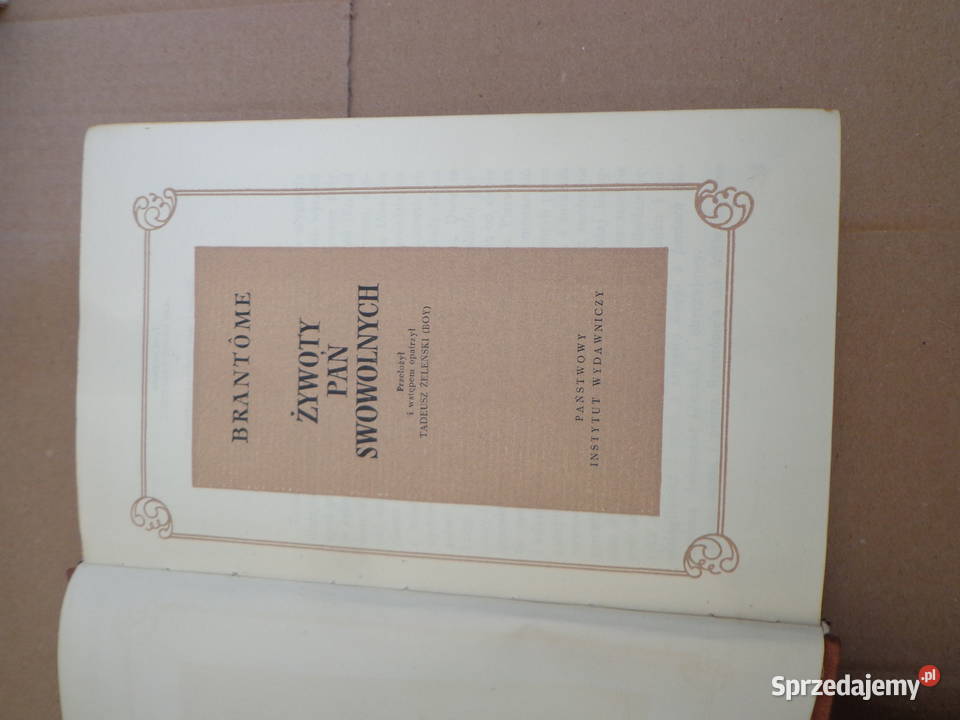 BRANTÔME
ŻYWOTY
PAŃ
SWOWOLNYCH
Przełożył
i wstępem opatrzył
TADEUSZ ŻELEŃSKI (BOY)
PAŃSTWOWY
INSTYTUT WYDAWNICZY
Sprzedajemy.pl